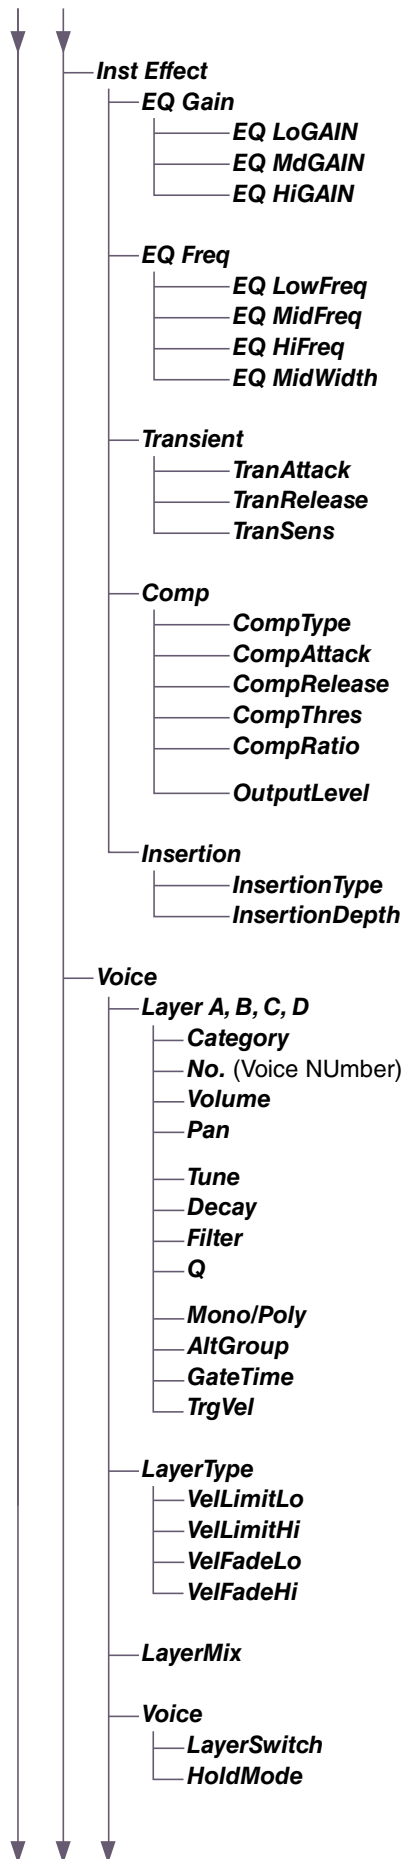 Inst Effect
EQ Gain
EQ LoGAIN
EQ MdGAIN
EQ HiGAIN
EQ Freq
EQ LowFreq
EQ MidFreq
EQ HiFreq
EQ MidWidth
Transient
TranAttack
TranRelease
TranSens
Comp
CompType
CompAttack
CompRelease
CompThres
CompRatio
OutputLevel
Insertion
InsertionType
InsertionDepth
Voice
Layer A, B, C, D
Category
No. (Voice NUmber)
Volume
Pan
Tune
Decay
Filter
Q
Mono/Poly
AltGroup
GateTime
TrgVel
LayerType
VelLimitLo
VelLimitHi
VelFadeLo
VelFadeHi
LayerMix
Voice
LayerSwitch
HoldMode